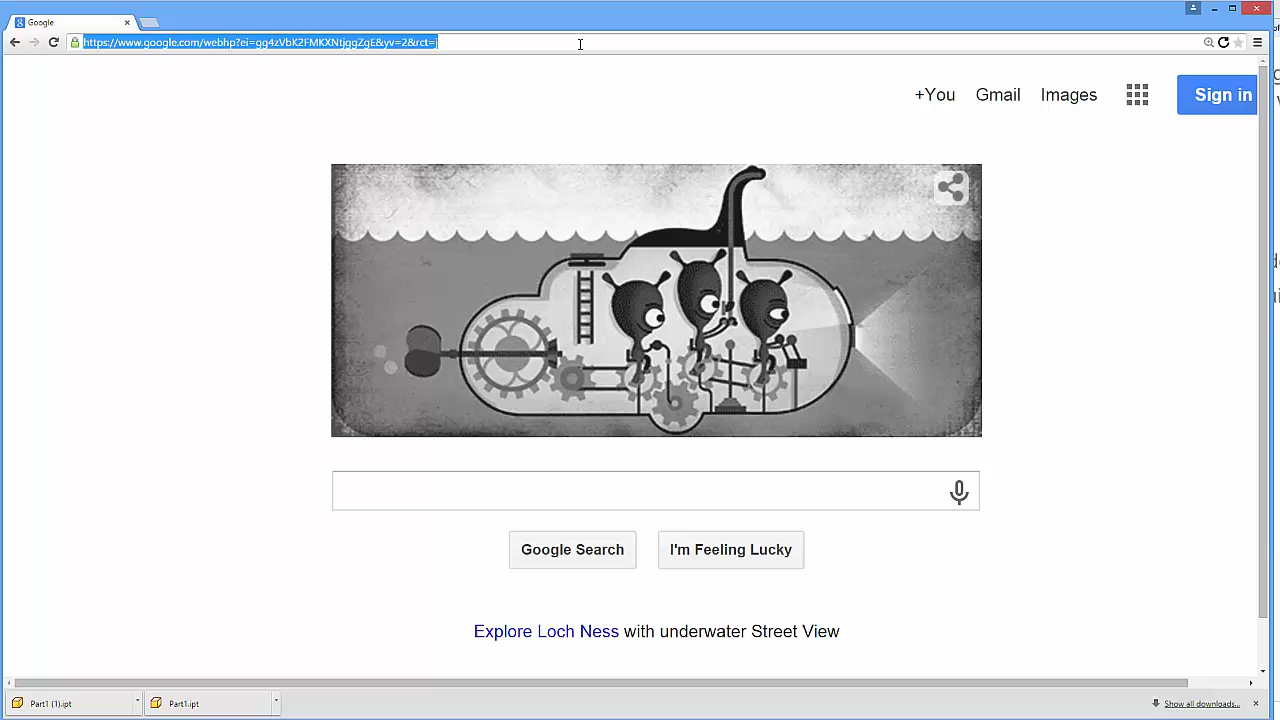 Google
https://www.google.com/webhp?ei=gg4zVbK2FMKXNtjggZgE&yv=2&rct=j
+You Gmail Images Sign in
Google Search I'm Feeling Lucky
Explore Loch Ness with underwater Street View
Part1 (1).ipt Part1.ipt Show all downloads...